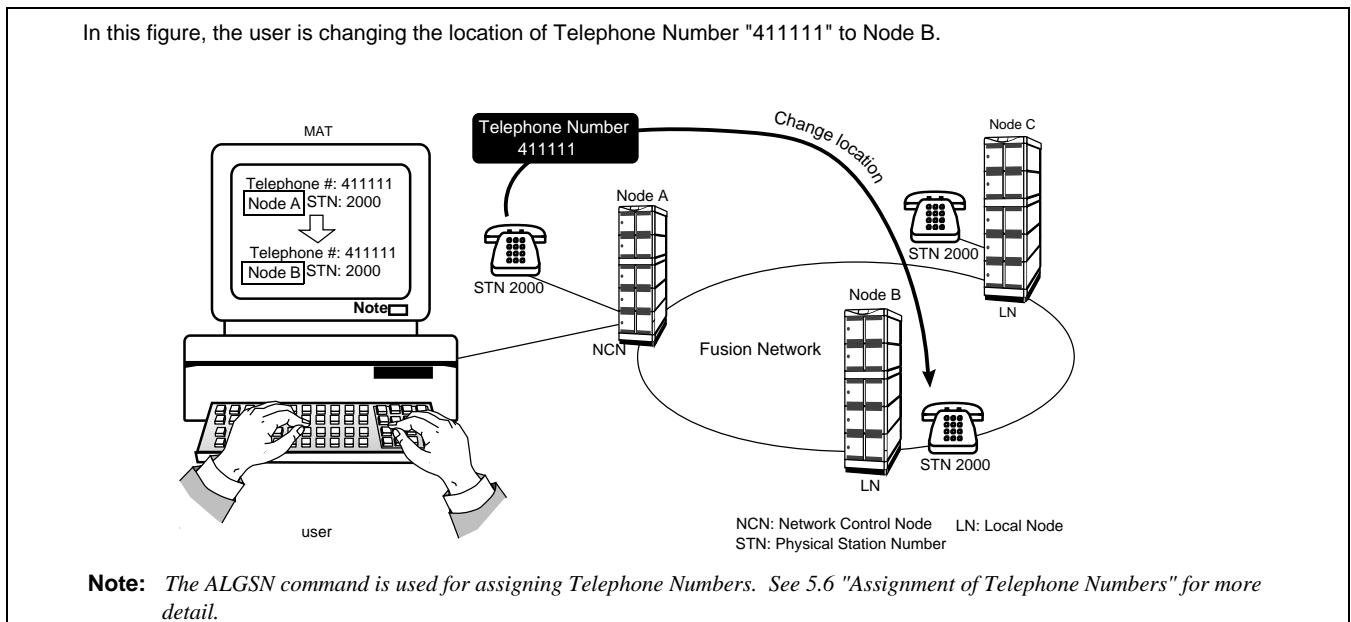 In this figure, the user is changing the location of Telephone Number "411111" to Node B.
MAT
Telephone #: 411111
Node A STN: 2000
Telephone #: 411111
Node B STN: 2000
Note
user
Telephone Number
411111
Change location
STN 2000
Node A
NCN
Fusion Network
Node B
LN
STN 2000
Node C
STN 2000
LN
NCN: Network Control Node LN: Local Node
STN: Physical Station Number
Note: The ALGSN command is used for assigning Telephone Numbers. See 5.6 "Assignment of Telephone Numbers" for more
detail.